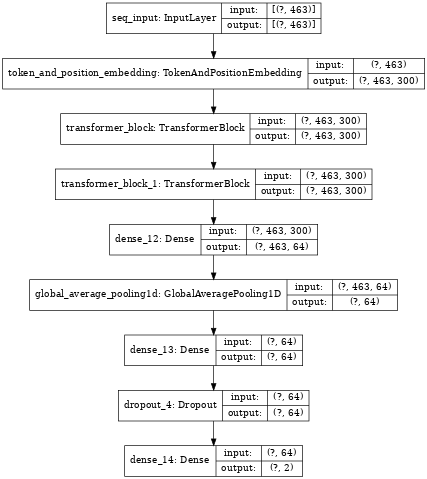 seq_input: InputLayer
input: [(?, 463)]
output: [(?, 463)]
token_and_position_embedding: TokenAndPositionEmbedding
input: (?, 463)
output: (?, 463, 300)
transformer_block: TransformerBlock
input: (?, 463, 300)
output: (?, 463, 300)
transformer_block_1: TransformerBlock
input: (?, 463, 300)
output: (?, 463, 300)
dense_12: Dense
input: (?, 463, 300)
output: (?, 463, 64)
global_average_pooling1d: GlobalAveragePooling1D
input: (?, 463, 64)
output: (?, 64)
dense_13: Dense
input: (?, 64)
output: (?, 64)
dropout_4: Dropout
input: (?, 64)
output: (?, 64)
dense_14: Dense
input: (?, 64)
output: (?, 2)